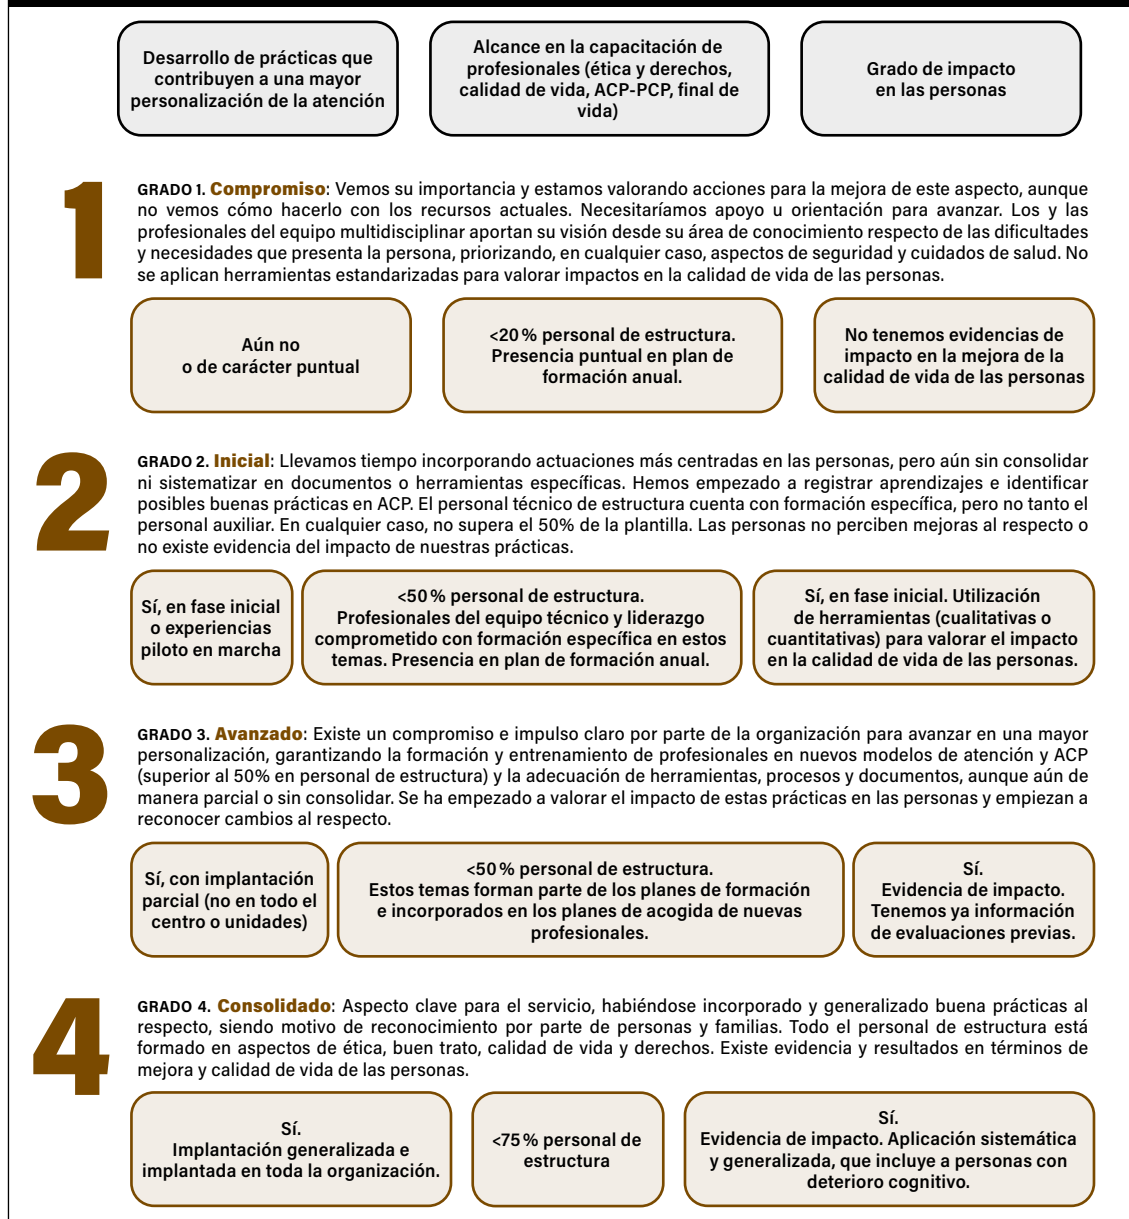 Desarrollo de prácticas que
contribuyen a una mayor
personalización de la atención
Alcance en la capacitación de
profesionales (ética y derechos,
calidad de vida, ACP-PCP, final de
vida)
Grado de impacto
en las personas
1
GRADO 1. Compromiso: Vemos su importancia y estamos valorando acciones para la mejora de este aspecto, aunque
no vemos cómo hacerlo con los recursos actuales. Necesitaríamos apoyo u orientación para avanzar. Los y las
profesionales del equipo multidisciplinar aportan su visión desde su área de conocimiento respecto de las dificultades
y necesidades que presenta la persona, priorizando, en cualquier caso, aspectos de seguridad y cuidados de salud. No
se aplican herramientas estandarizadas para valorar impactos en la calidad de vida de las personas.
Aún no
o de carácter puntual
<20 % personal de estructura.
Presencia puntual en plan de
formación anual.
No tenemos evidencias de
impacto en la mejora de la
calidad de vida de las personas
2
GRADO 2. Inicial: Llevamos tiempo incorporando actuaciones más centradas en las personas, pero aún sin consolidar
ni sistematizar en documentos o herramientas específicas. Hemos empezado a registrar aprendizajes e identificar
posibles buenas prácticas en ACP. El personal técnico de estructura cuenta con formación específica, pero no tanto el
personal auxiliar. En cualquier caso, no supera el 50% de la plantilla. Las personas no perciben mejoras al respecto o
no existe evidencia del impacto de nuestras prácticas.
Sí, en fase inicial
o experiencias
piloto en marcha
<50 % personal de estructura.
Profesionales del equipo técnico y liderazgo
comprometido con formación específica en estos
temas. Presencia en plan de formación anual.
Sí, en fase inicial. Utilización
de herramientas (cualitativas o
cuantitativas) para valorar el impacto
en la calidad de vida de las personas.
3
GRADO 3. Avanzado: Existe un compromiso e impulso claro por parte de la organización para avanzar en una mayor
personalización, garantizando la formación y entrenamiento de profesionales en nuevos modelos de atención y ACP
(superior al 50% en personal de estructura) y la adecuación de herramientas, procesos y documentos, aunque aún de
manera parcial o sin consolidar. Se ha empezado a valorar el impacto de estas prácticas en las personas y empiezan a
reconocer cambios al respecto.
Sí, con implantación
parcial (no en todo el
centro o unidades)
<50 % personal de estructura.
Estos temas forman parte de los planes de formación
e incorporados en los planes de acogida de nuevas
profesionales.
Sí.
Evidencia de impacto.
Tenemos ya información
de evaluaciones previas.
4
GRADO 4. Consolidado: Aspecto clave para el servicio, habiéndose incorporado y generalizado buena prácticas al
respecto, siendo motivo de reconocimiento por parte de personas y familias. Todo el personal de estructura está
formado en aspectos de ética, buen trato, calidad de vida y derechos. Existe evidencia y resultados en términos de
mejora y calidad de vida de las personas.
Sí.
Implantación generalizada e
implantada en toda la organización.
<75 % personal de
estructura
Sí.
Evidencia de impacto. Aplicación sistemática
y generalizada, que incluye a personas con
deterioro cognitivo.